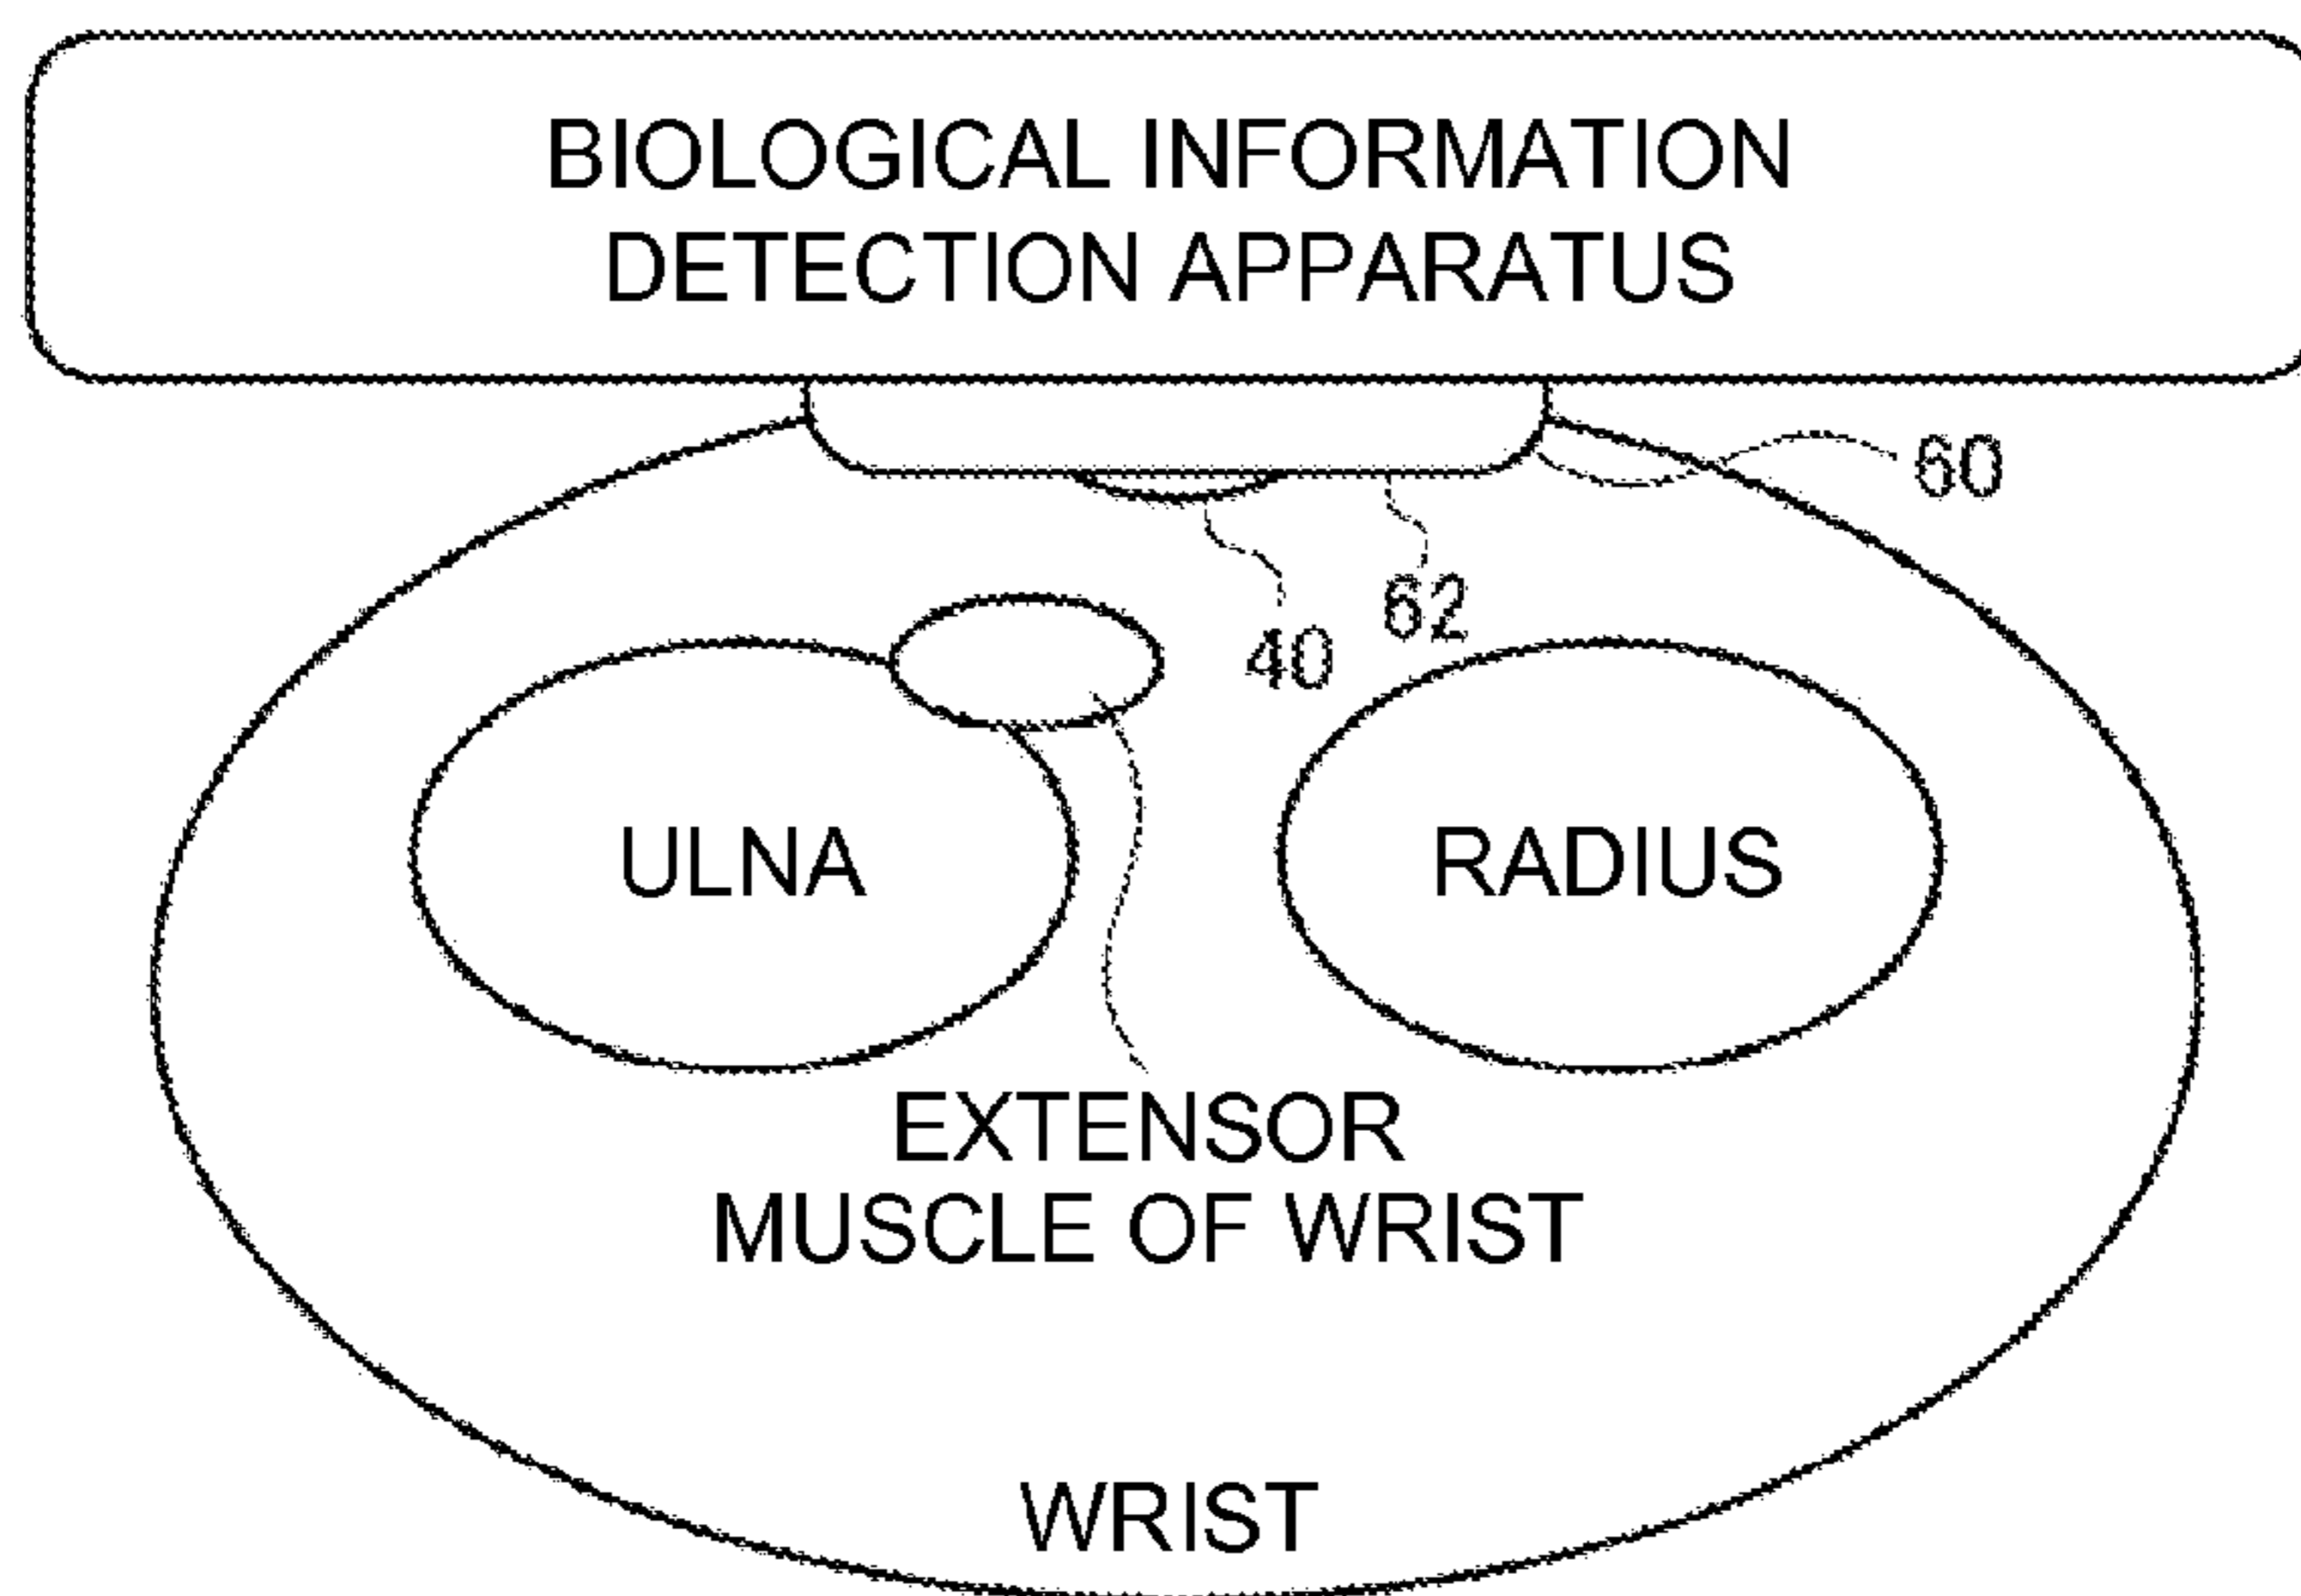 BIOLOGICAL INFORMATION
DETECTION APPARATUS
60
62
40
ULNA
RADIUS
EXTENSOR
MUSCLE OF WRIST
WRIST